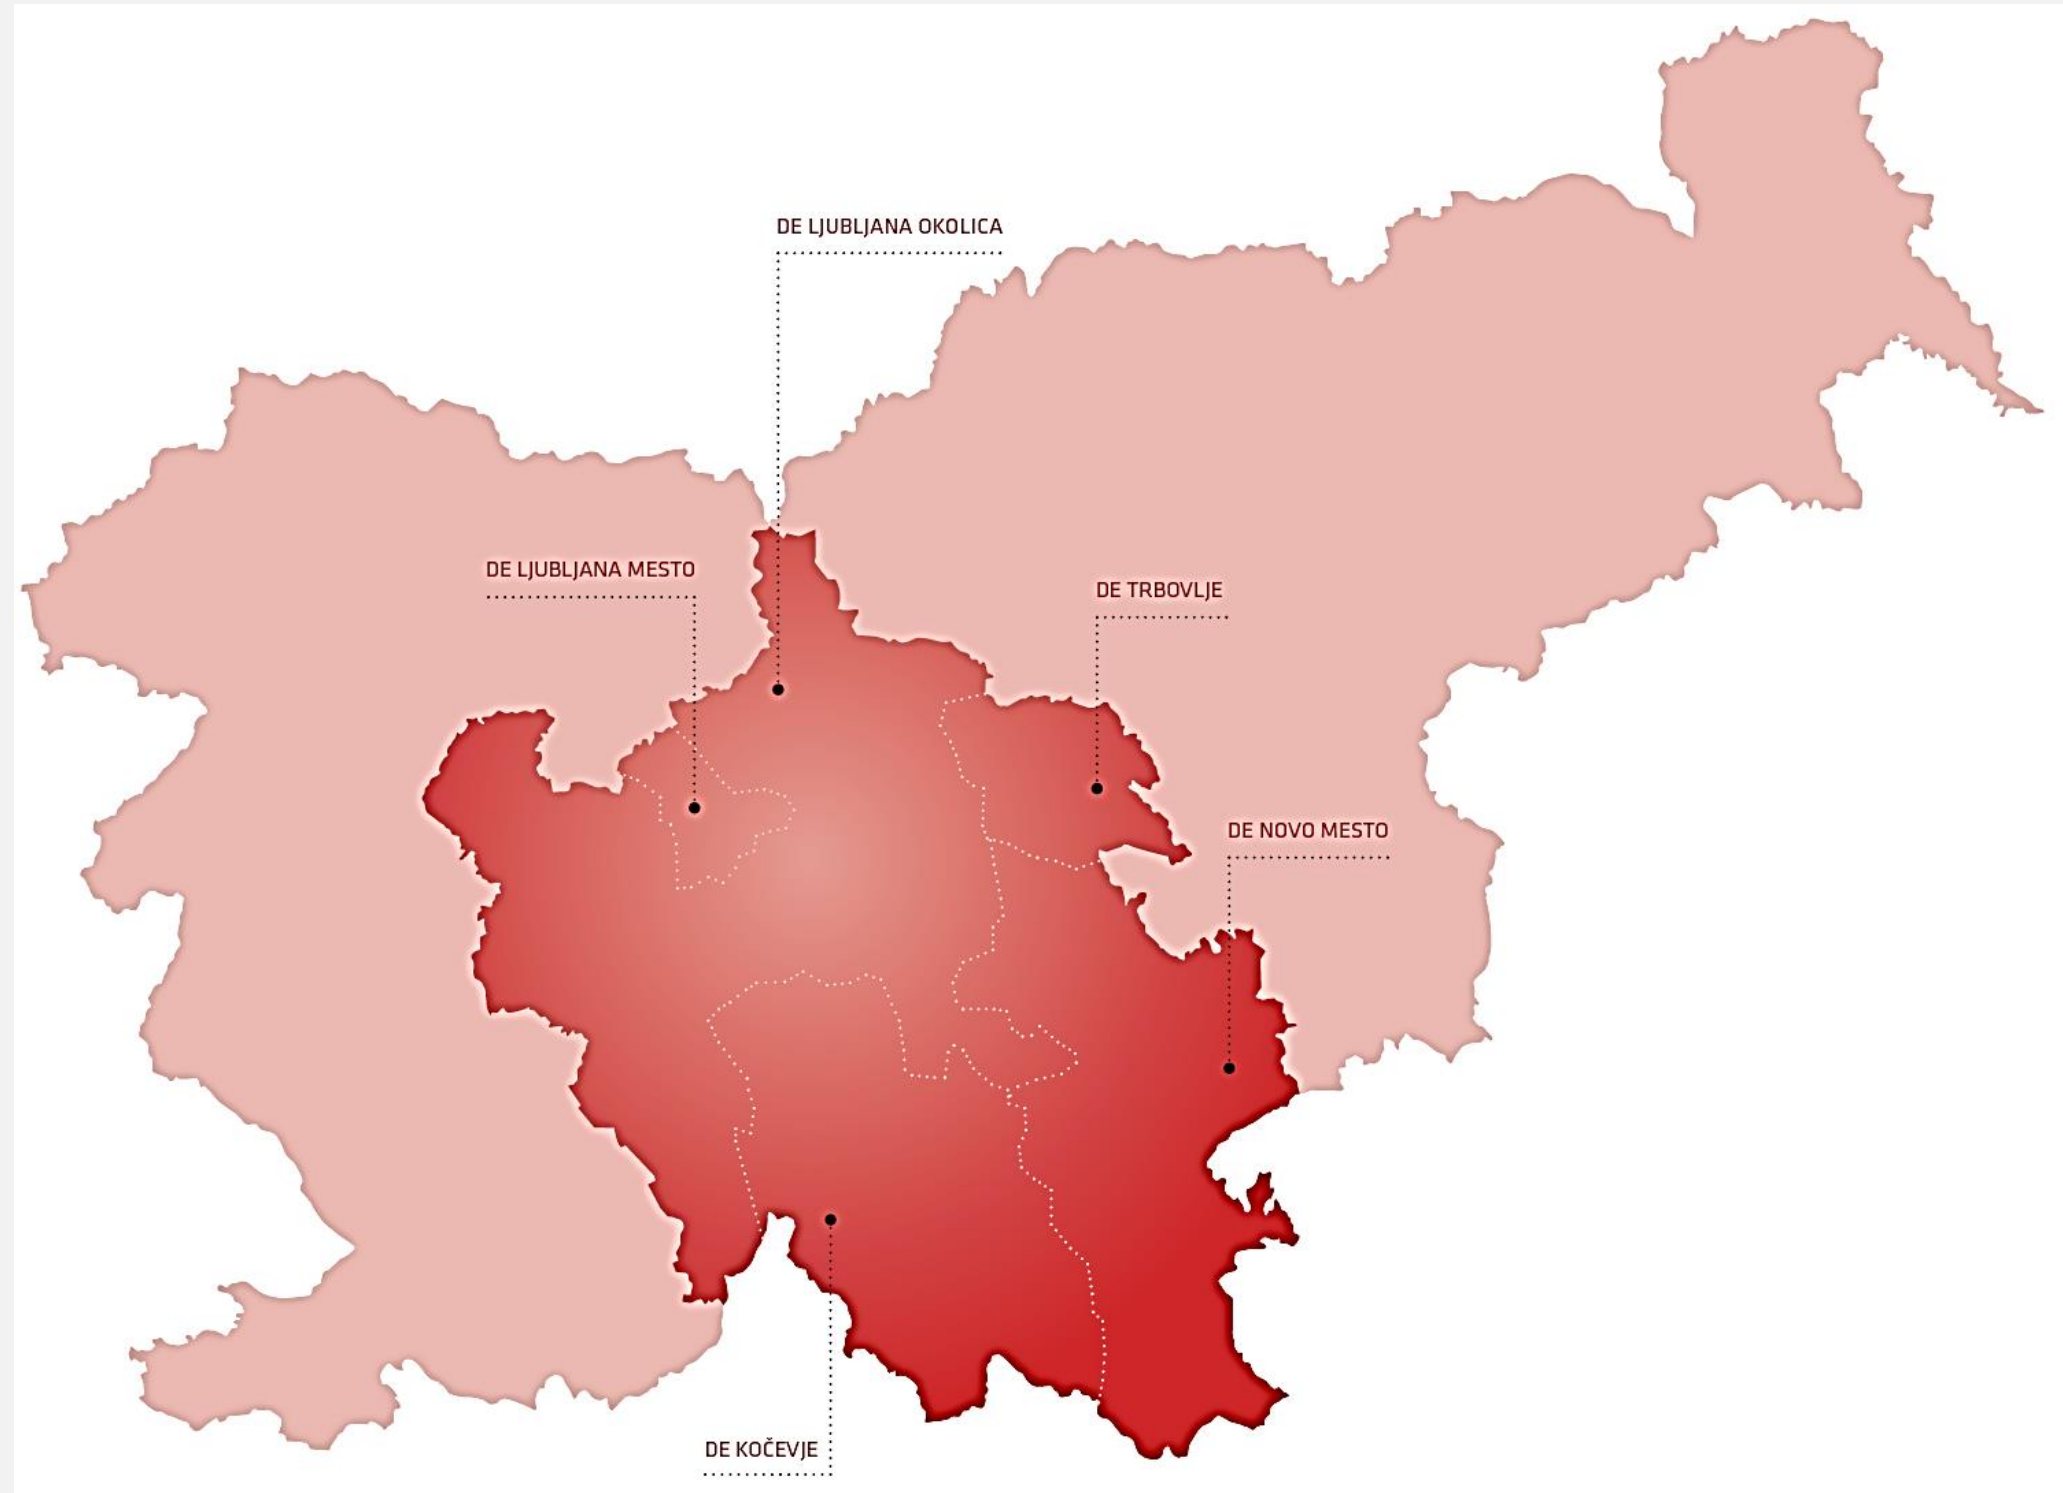 DE LJUBLJANA OKOLICA
DE LJUBLJANA MESTO
DE TRBOVLJE
DE NOVO MESTO
DE KOČEVJE